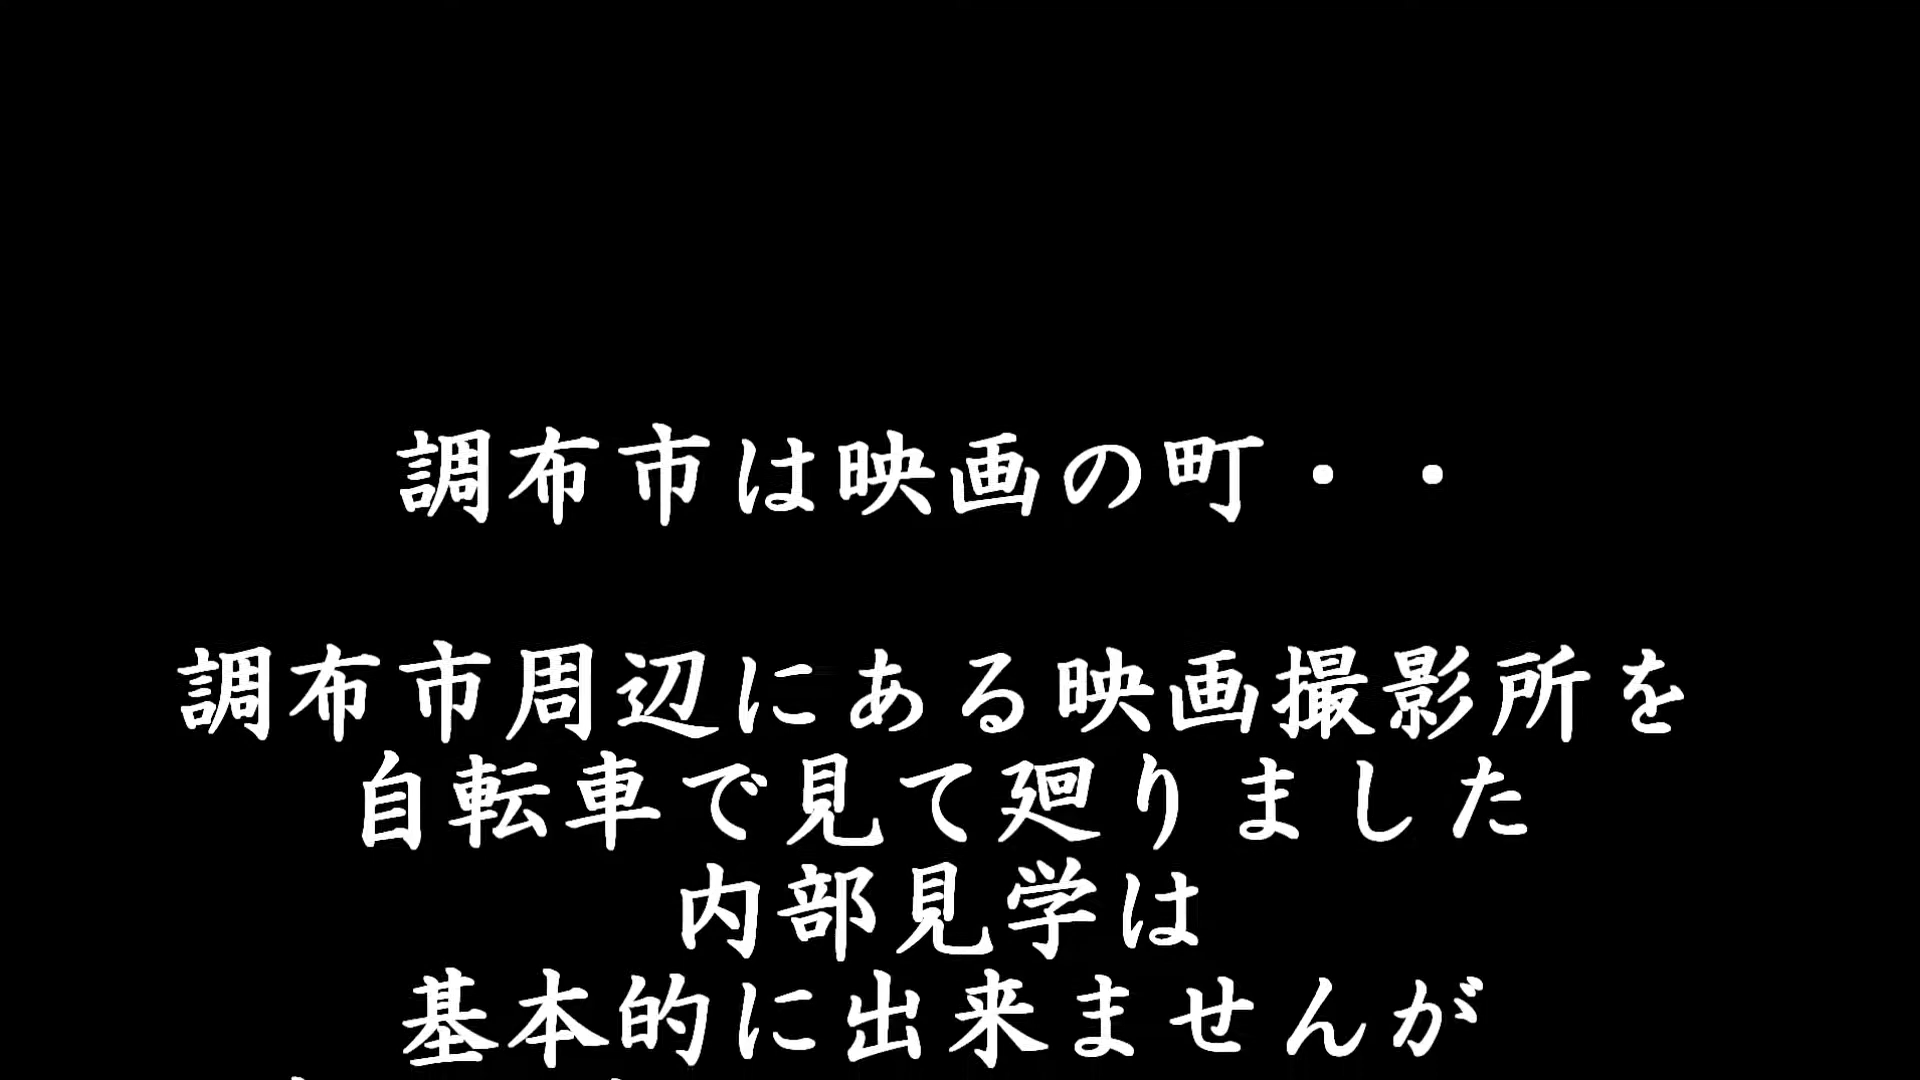 調布市は映画の町・・
調布市周辺にある映画撮影所を
自転車で見て廻りました
内部見学は
基本的に出来ませんが